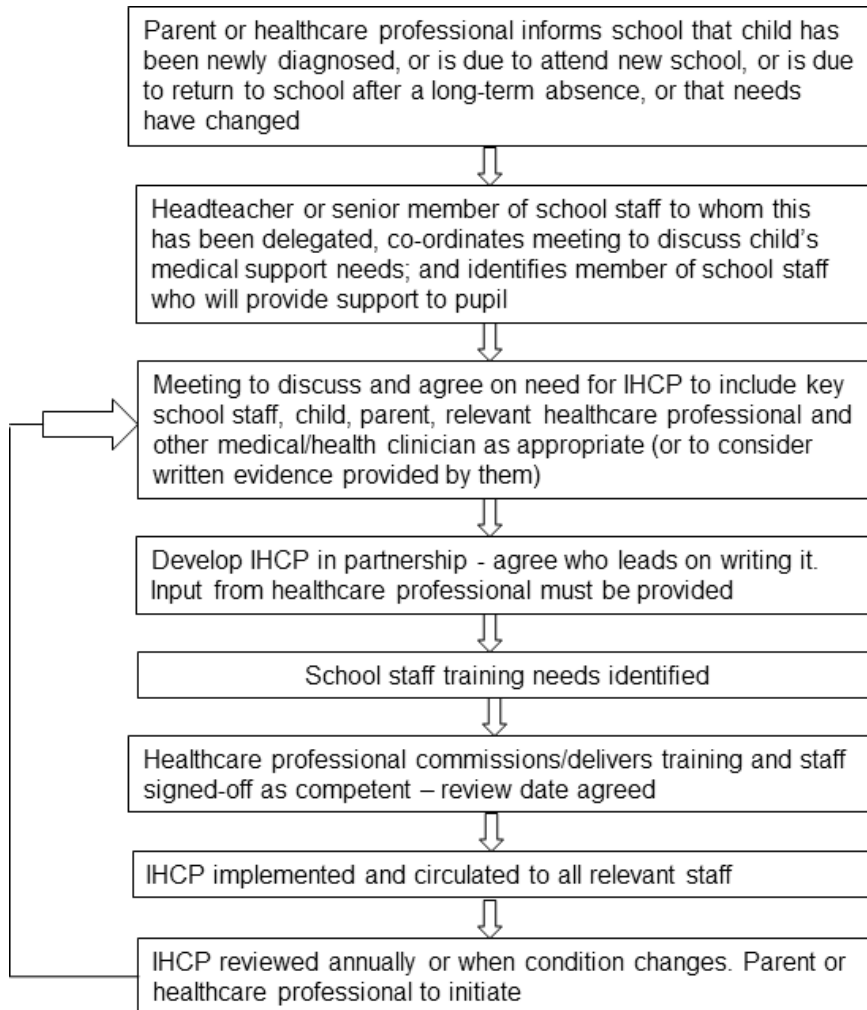 Parent or healthcare professional informs school that child has
been newly diagnosed, or is due to attend new school, or is due
to return to school after a long-term absence, or that needs
have changed
Headteacher or senior member of school staff to whom this
has been delegated, co-ordinates meeting to discuss child's
medical support needs; and identifies member of school staff
who will provide support to pupil
Meeting to discuss and agree on need for IHCP to include key
school staff, child, parent, relevant healthcare professional and
other medical/health clinician as appropriate (or to consider
written evidence provided by them)
Develop IHCP in partnership - agree who leads on writing it.
Input from healthcare professional must be provided
School staff training needs identified
Healthcare professional commissions/delivers training and staff
signed-off as competent – review date agreed
IHCP implemented and circulated to all relevant staff
IHCP reviewed annually or when condition changes. Parent or
healthcare professional to initiate